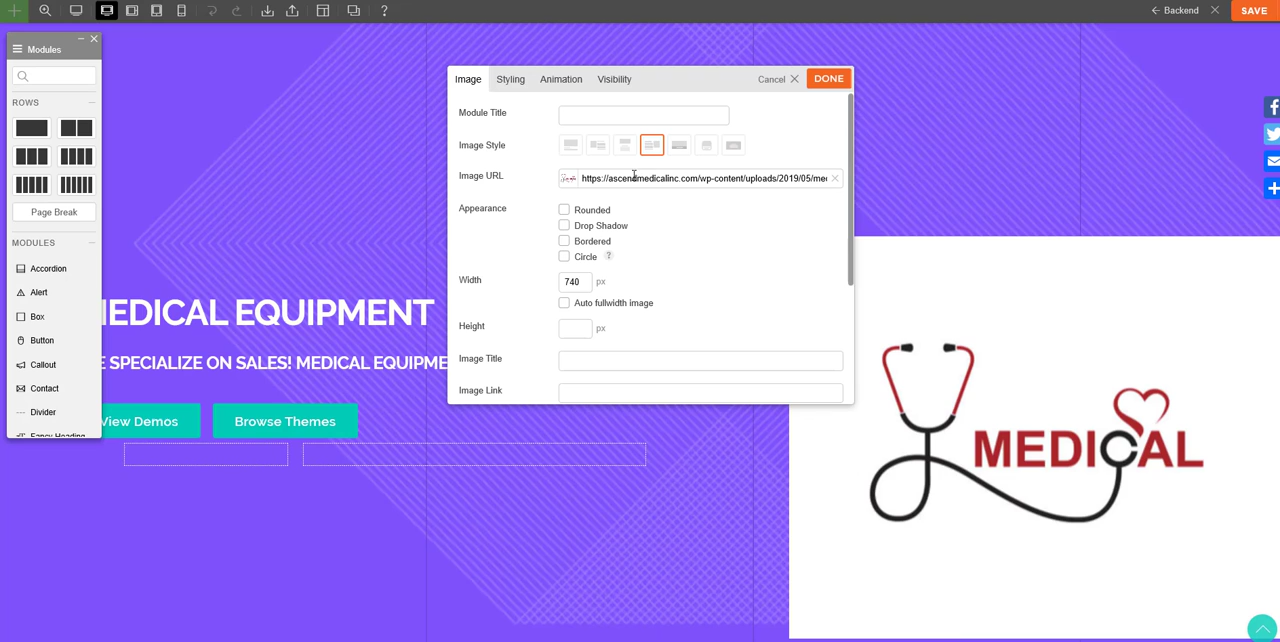 Backend
SAVE
Modules
ROWS
Page Break
MODULES
Accordion
Alert
Box
Button
Callout
Contact
Divider
Fancy Heading
Image
Styling
Animation
Visibility
Cancel
DONE
Module Title
Image Style
Image URL
https://ascendmedicalinc.com/wp-content/uploads/2019/05/me
Appearance
Rounded
Drop Shadow
Bordered
Circle
?
Width
740
px
Auto fullwidth image
Height
px
Image Title
Image Link
EDICAL EQUIPMENT
E SPECIALIZE ON SALES! MEDICAL EQUIPME
View Demos
Browse Themes
MEDICAL